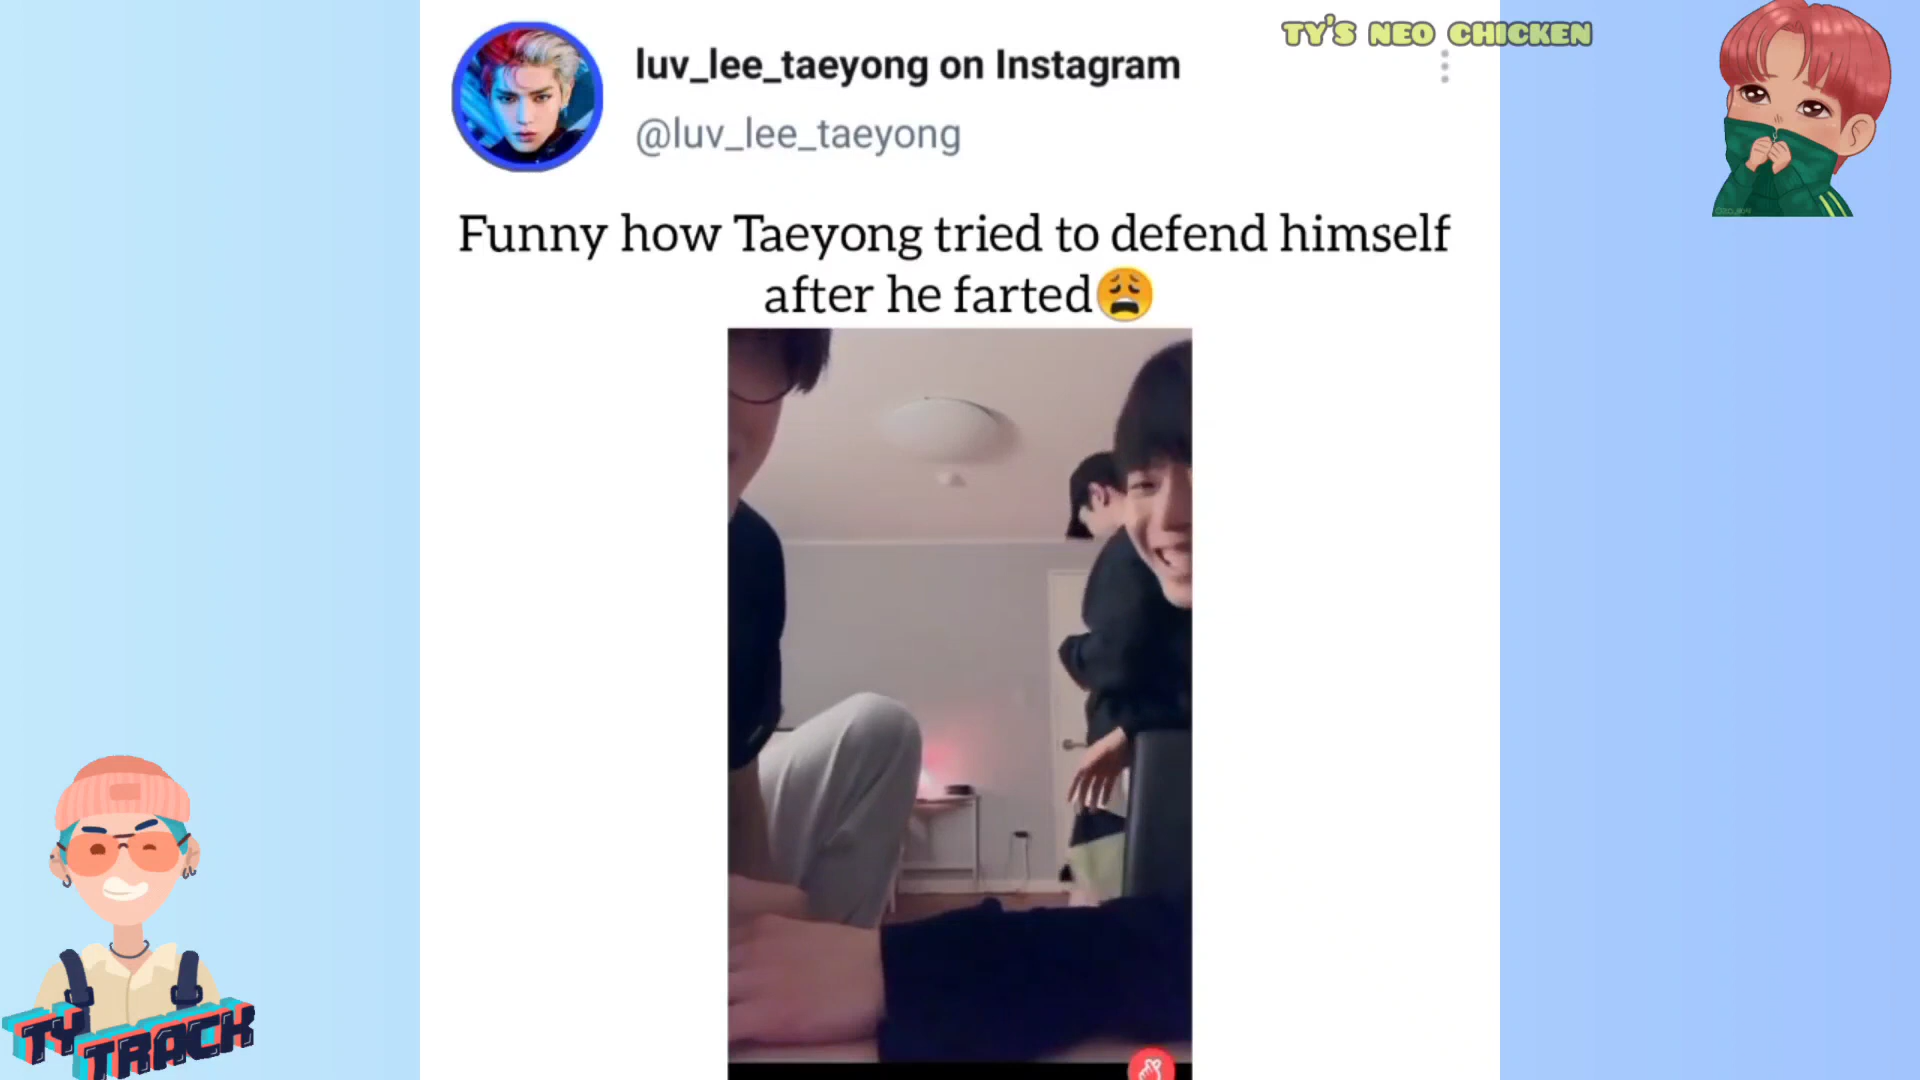 TY'S NEO CHICKEN
luv_lee_taeyong on Instagram
@luv_lee_taeyong
Funny how Taeyong tried to defend himself
after he farted😩
TY
TRACK